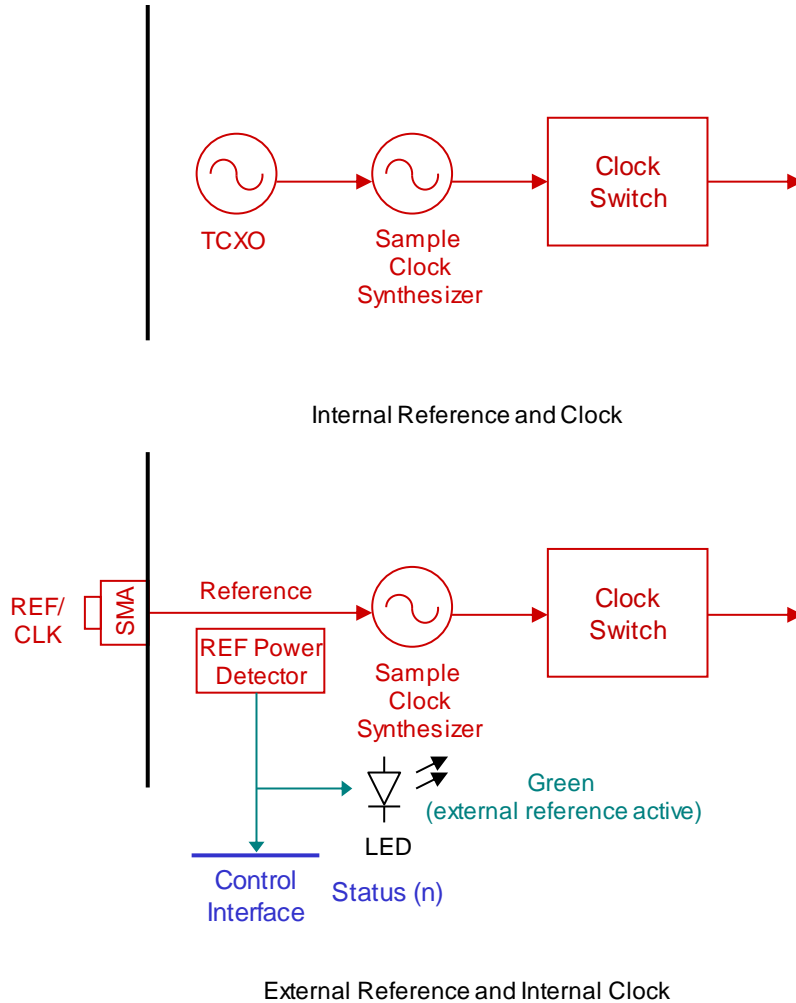 TCXO
Sample
Clock
Synthesizer
Clock
Switch
Internal Reference and Clock
REF/
CLK
SMA
Reference
REF Power
Detector
Sample
Clock
Synthesizer
Clock
Switch
LED
Green
(external reference active)
Control
Interface
Status (n)
External Reference and Internal Clock